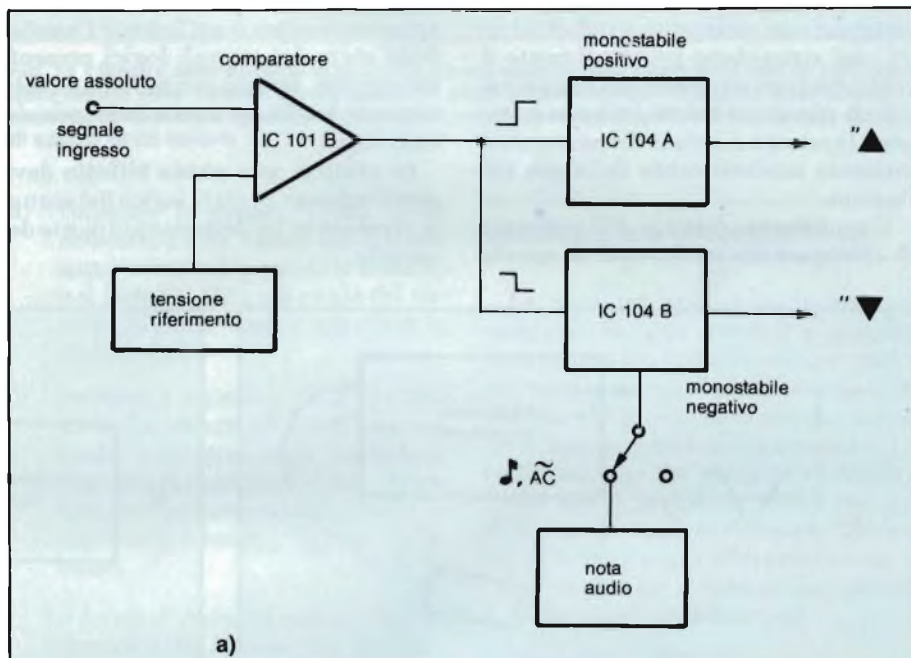 comparatore
monostabile
positivo
valore assoluto
segnale
ingresso
IC 101 B
IC 104 A
" ▲
tensione
riferimento
IC 104 B
" ▼
monostabile
negativo
♪, AC
nota
audio
a)